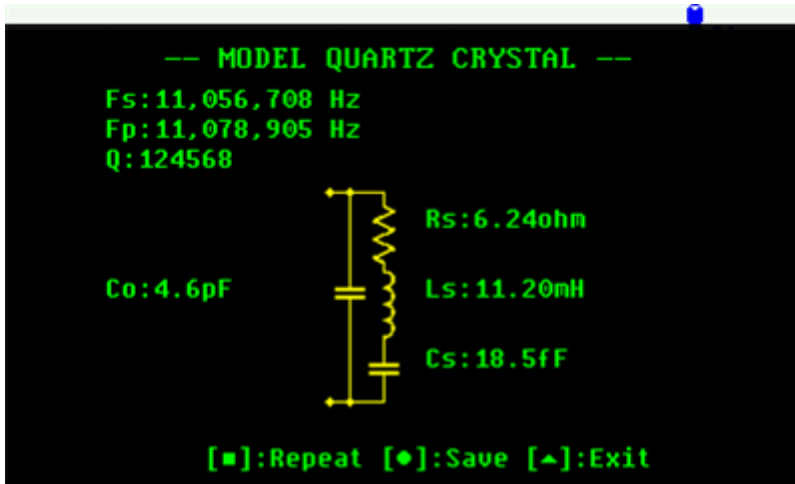 -- MODEL QUARTZ CRYSTAL --
Fs:11,056,708 Hz
Fp:11,078,905 Hz
Q:124568
Rs:6.24ohm
Co:4.6pF
Ls:11.20mH
Cs:18.5fF
[■]:Repeat [●]:Save [▲]:Exit